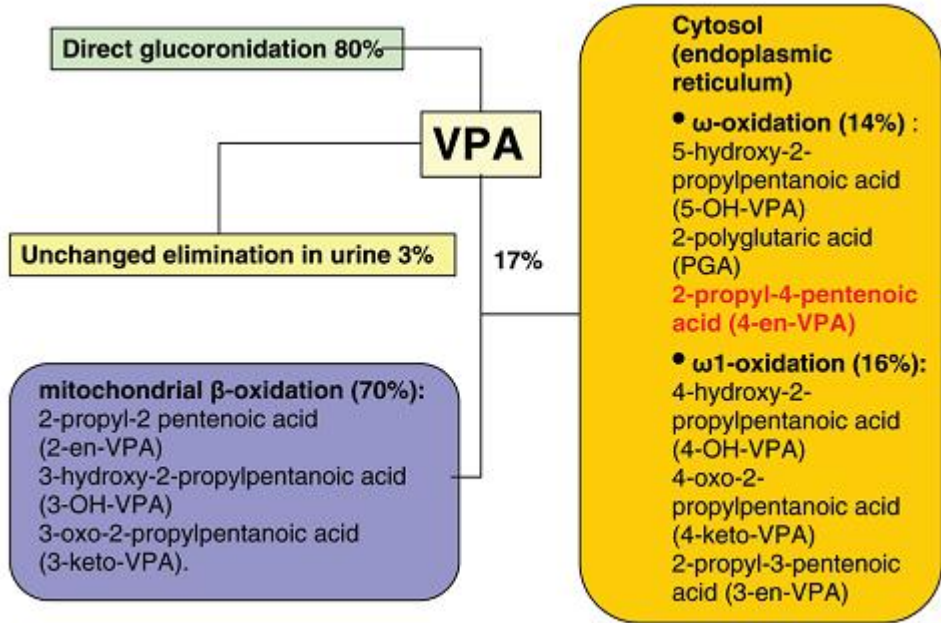 Direct glucoronidation 80%
VPA
Unchanged elimination in urine 3%
17%
mitochondrial β-oxidation (70%):
2-propyl-2 pentenoic acid
(2-en-VPA)
3-hydroxy-2-propylpentanoic acid
(3-OH-VPA)
3-oxo-2-propylpentanoic acid
(3-keto-VPA).
Cytosol
(endoplasmic
reticulum)
• ω-oxidation (14%) :
5-hydroxy-2-
propylpentanoic acid
(5-OH-VPA)
2-polyglutaric acid
(PGA)
2-propyl-4-pentenoic
acid (4-en-VPA)
• ω1-oxidation (16%):
4-hydroxy-2-
propylpentanoic acid
(4-OH-VPA)
4-oxo-2-
propylpentanoic acid
(4-keto-VPA)
2-propyl-3-pentenoic
acid (3-en-VPA)